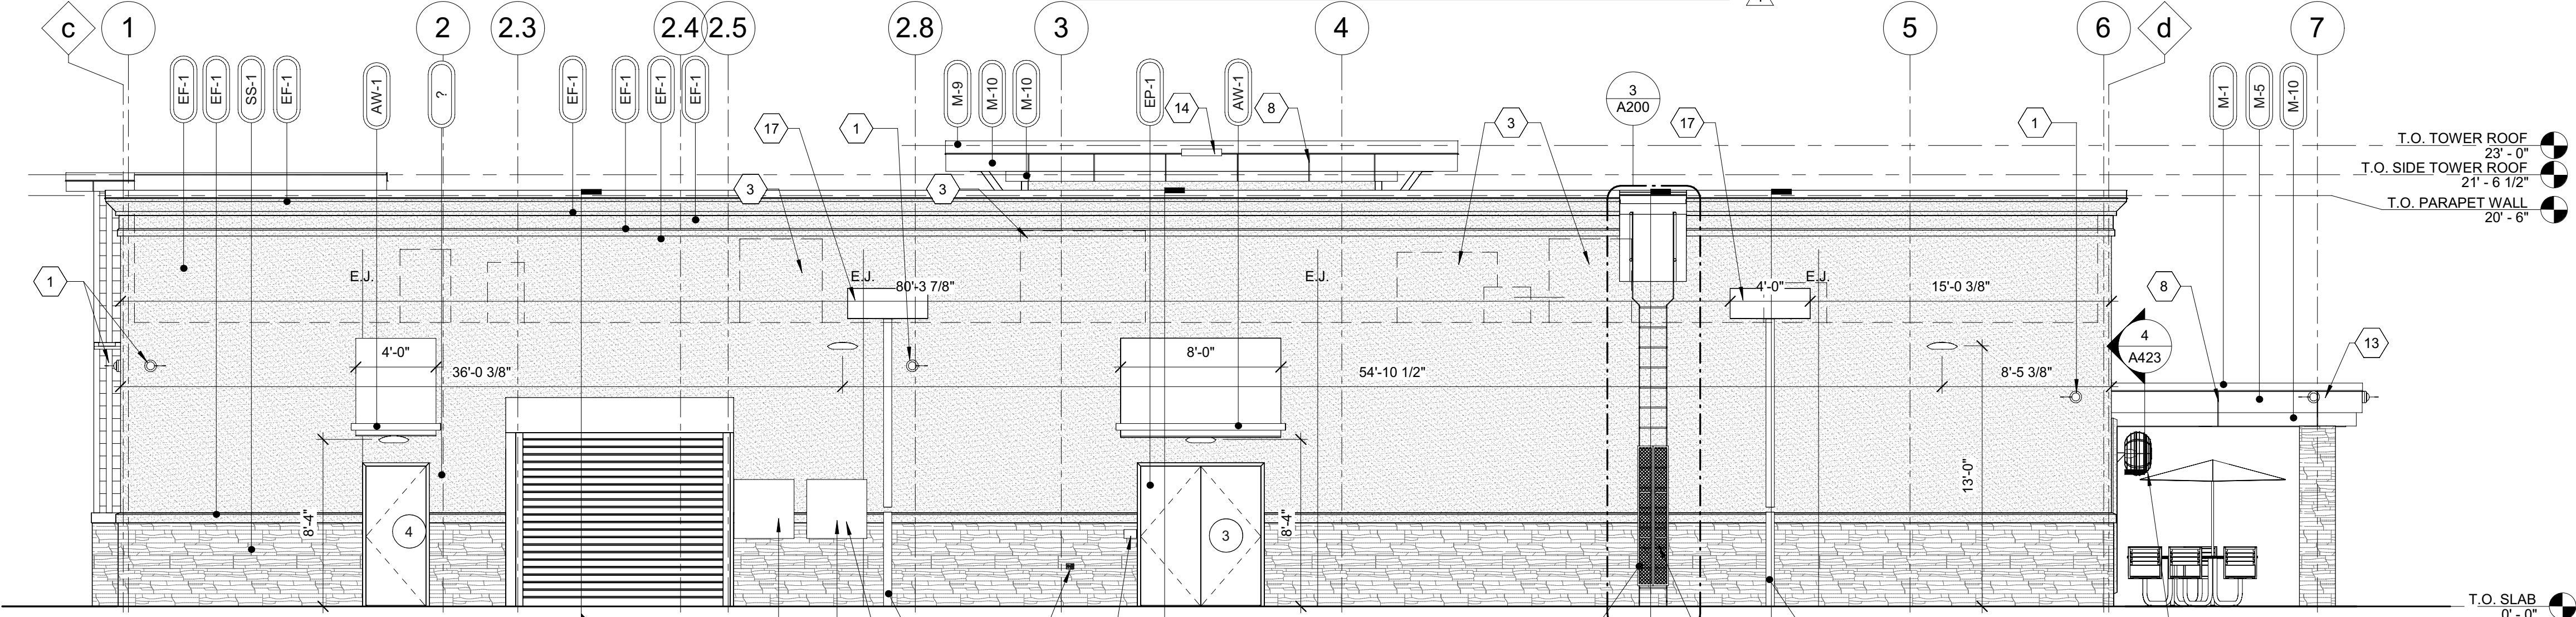 c
1
2
2.3
2.4
2.5
2.8
3
4
5
6
d
7
EF-1
EF-1
SS-1
EF-1
AW-1
?
EF-1
EF-1
EF-1
EF-1
M-9
M-10
M-10
EP-1
AW-1
M-1
M-5
M-10
17
1
14
8
3
3
A200
17
1
T.O. TOWER ROOF
23' - 0"
T.O. SIDE TOWER ROOF
21' - 6 1/2"
T.O. PARAPET WALL
20' - 6"
3
3
1
E.J.
E.J.
E.J.
E.J.
80'-3 7/8"
4'-0"
15'-0 3/8"
8
4
A423
13
4'-0"
36'-0 3/8"
8'-0"
54'-10 1/2"
8'-5 3/8"
13'-0"
8'-4"
8'-4"
4
3
T.O. SLAB
0' - 0"